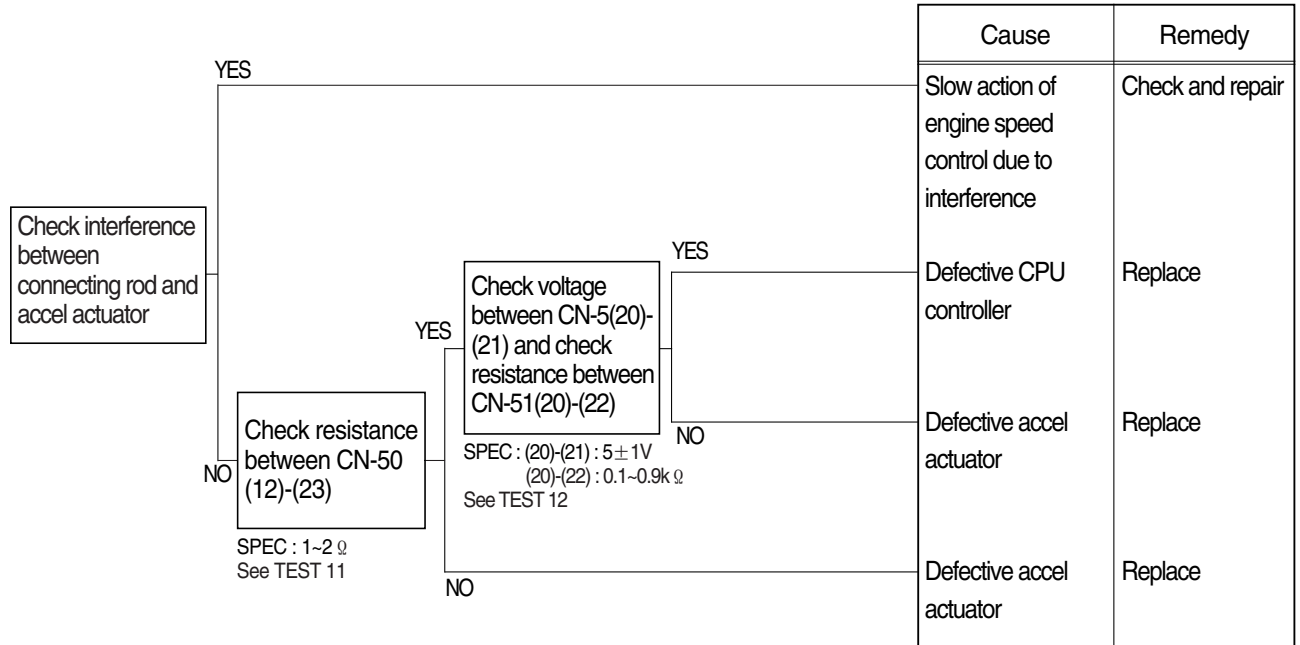 Cause
Remedy
YES
Slow action of
engine speed
control due to
interference
Check and repair
Check interference
between
connecting rod and
accel actuator
YES
Defective CPU
controller
Replace
Check voltage
between CN-5(20)-
(21) and check
resistance between
CN-51(20)-(22)
YES
NO
Defective accel
actuator
Replace
SPEC : (20)-(21) : 5±1V
(20)-(22) : 0.1~0.9k Ω
See TEST 12
Check resistance
between CN-50
(12)-(23)
NO
SPEC : 1~2 Ω
See TEST 11
NO
Defective accel
actuator
Replace